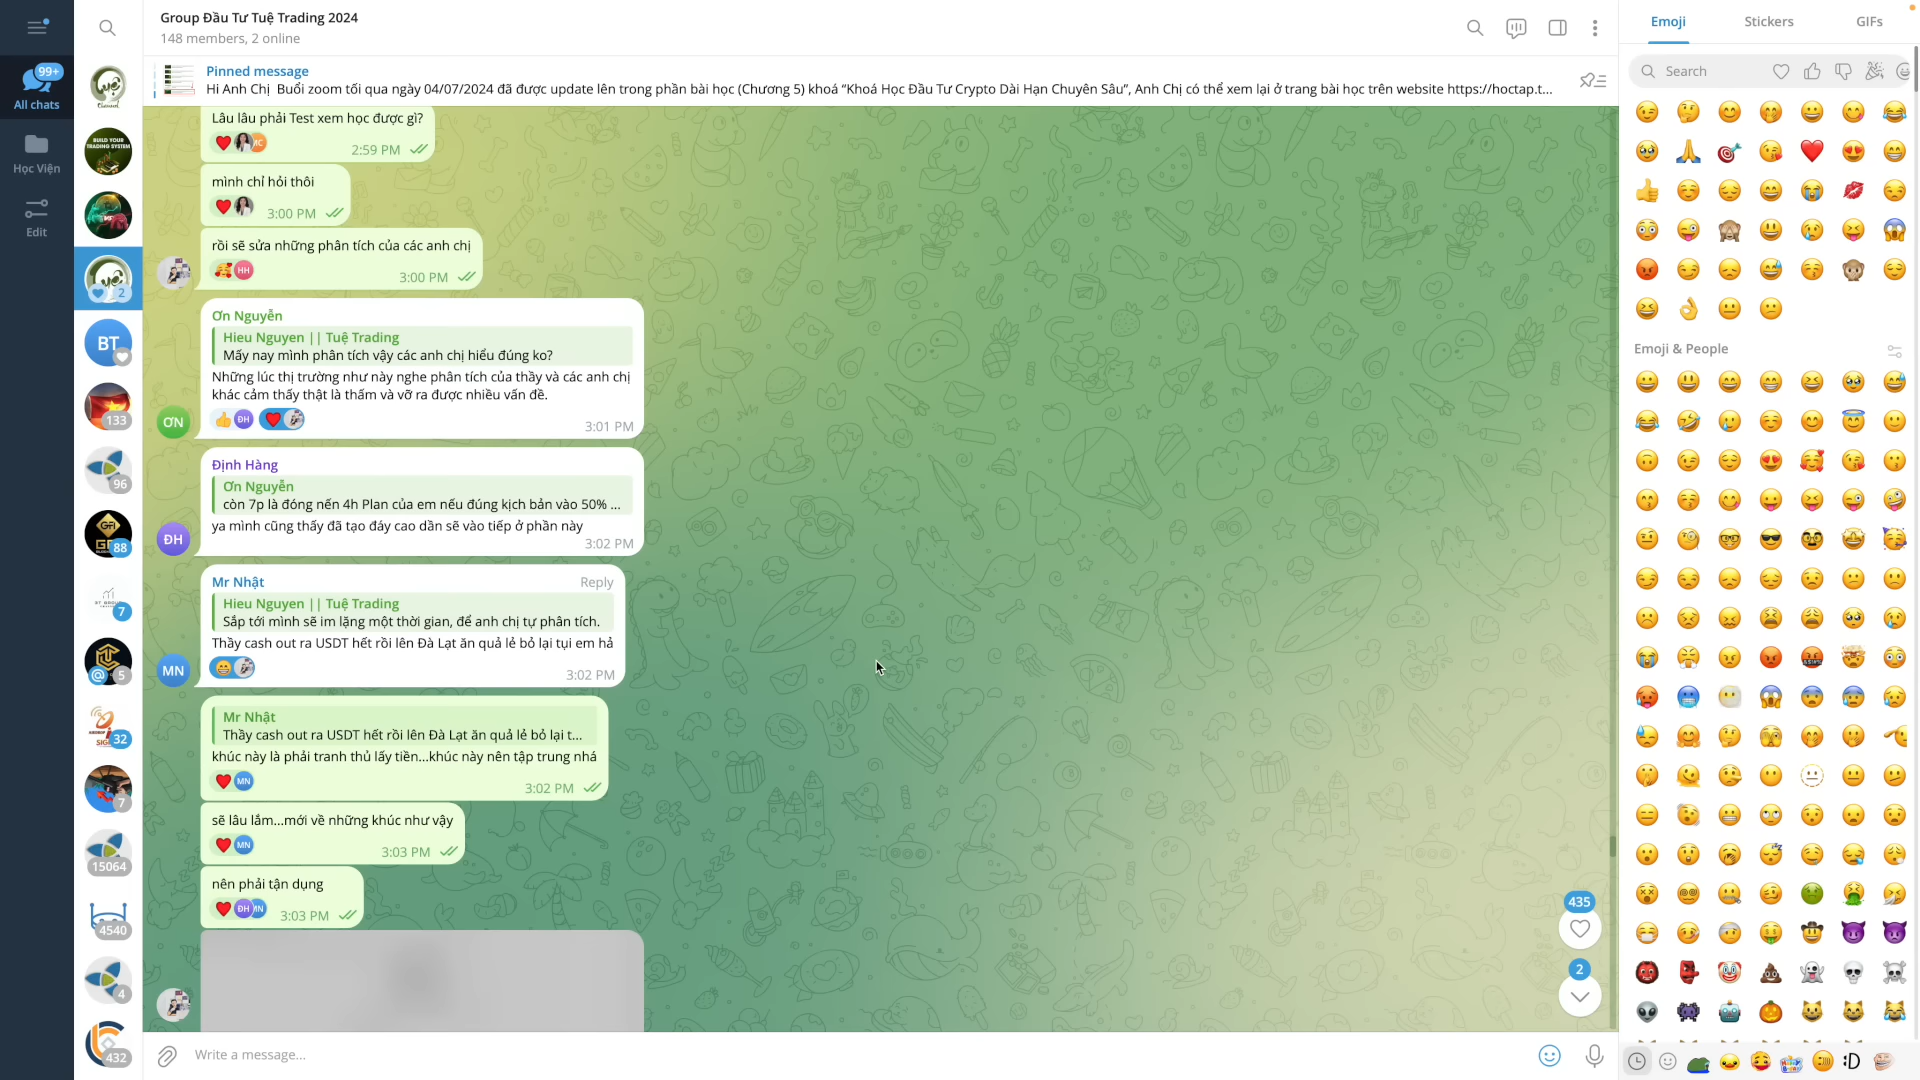 Group Đầu Tư Tuệ Trading 2024
148 members, 2 online
Pinned message
Hi Anh Chị Buổi zoom tối qua ngày 04/07/2024 đã được update lên trong phần bài học (Chương 5) khoá “Khoá Học Đầu Tư Crypto Dài Hạn Chuyên Sâu”, Anh Chị có thể xem lại ở trang bài học trên website https://hoctap.t...
99+
All chats
Học Viện
Edit
BUILD YOUR
TRADING SYSTEM
2
BT
133
96
88
7
@
5
32
7
15064
4540
4
432
Lâu lâu phải Test xem học được gì?
2:59 PM
mình chỉ hỏi thôi
3:00 PM
rồi sẽ sửa những phân tích của các anh chị
HH
3:00 PM
Ơn Nguyễn
Hieu Nguyen || Tuệ Trading
Mấy nay mình phân tích vậy các anh chị hiểu đúng ko?
Những lúc thị trường như này nghe phân tích của thầy và các anh chị
khác cảm thấy thật là thấm và vỡ ra được nhiều vấn đề.
ĐH
3:01 PM
ƠN
Định Hàng
Ơn Nguyễn
còn 7p là đóng nến 4h Plan của em nếu đúng kịch bản vào 50% ...
ya mình cũng thấy đã tạo đáy cao dần sẽ vào tiếp ở phần này
3:02 PM
ĐH
Mr Nhật
Reply
Hieu Nguyen || Tuệ Trading
Sắp tới mình sẽ im lặng một thời gian, để anh chị tự phân tích.
Thầy cash out ra USDT hết rồi lên Đà Lạt ăn quả lẻ bỏ lại tụi em hả
3:02 PM
MN
Mr Nhật
Thầy cash out ra USDT hết rồi lên Đà Lạt ăn quả lẻ bỏ lại t...
khúc này là phải tranh thủ lấy tiền...khúc này nên tập trung nhá
MN
3:02 PM
sẽ lâu lắm...mới về những khúc như vậy
MN
3:03 PM
nên phải tận dụng
ĐH
MN
3:03 PM
435
2
Write a message...
Emoji
Stickers
GIFs
Search
Emoji & People
:D